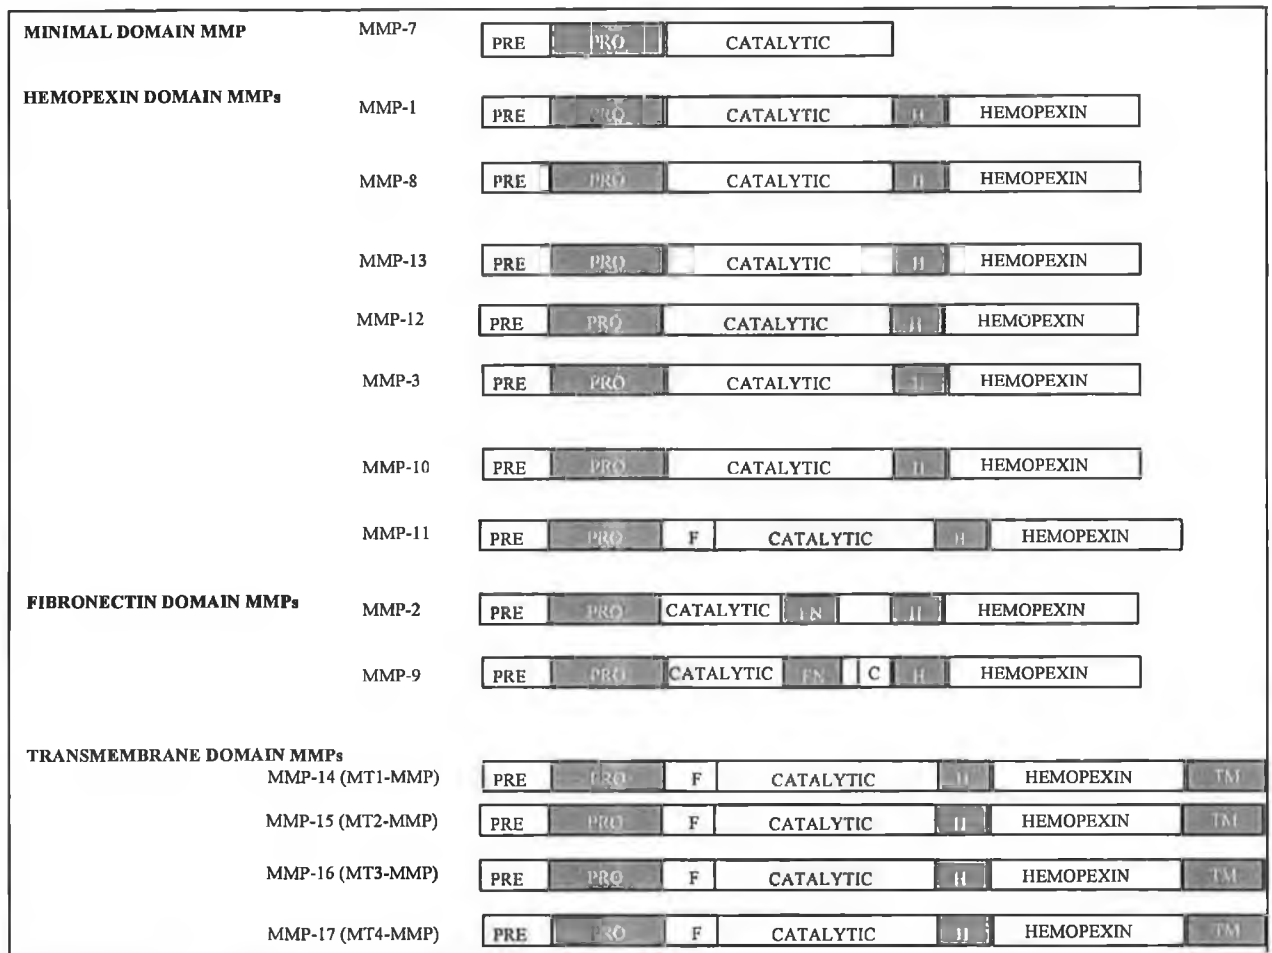 MINIMAL DOMAIN MMP MMP-7 PRE PRO CATALYTIC
HEMOPEXIN DOMAIN MMPs MMP-1 PRE PRO CATALYTIC H HEMOPEXIN
MMP-8 PRE PRO CATALYTIC H HEMOPEXIN
MMP-13 PRE PRO CATALYTIC H HEMOPEXIN
MMP-12 PRE PRO CATALYTIC H HEMOPEXIN
MMP-3 PRE PRO CATALYTIC H HEMOPEXIN
MMP-10 PRE PRO CATALYTIC H HEMOPEXIN
MMP-11 PRE PRO F CATALYTIC H HEMOPEXIN
FIBRONECTIN DOMAIN MMPs MMP-2 PRE PRO CATALYTIC FN H HEMOPEXIN
MMP-9 PRE PRO CATALYTIC FN C H HEMOPEXIN
TRANSMEMBRANE DOMAIN MMPs
MMP-14 (MT1-MMP) PRE PRO F CATALYTIC H HEMOPEXIN TM
MMP-15 (MT2-MMP) PRE PRO F CATALYTIC H HEMOPEXIN TM
MMP-16 (MT3-MMP) PRE PRO F CATALYTIC H HEMOPEXIN TM
MMP-17 (MT4-MMP) PRE PRO F CATALYTIC H HEMOPEXIN TM